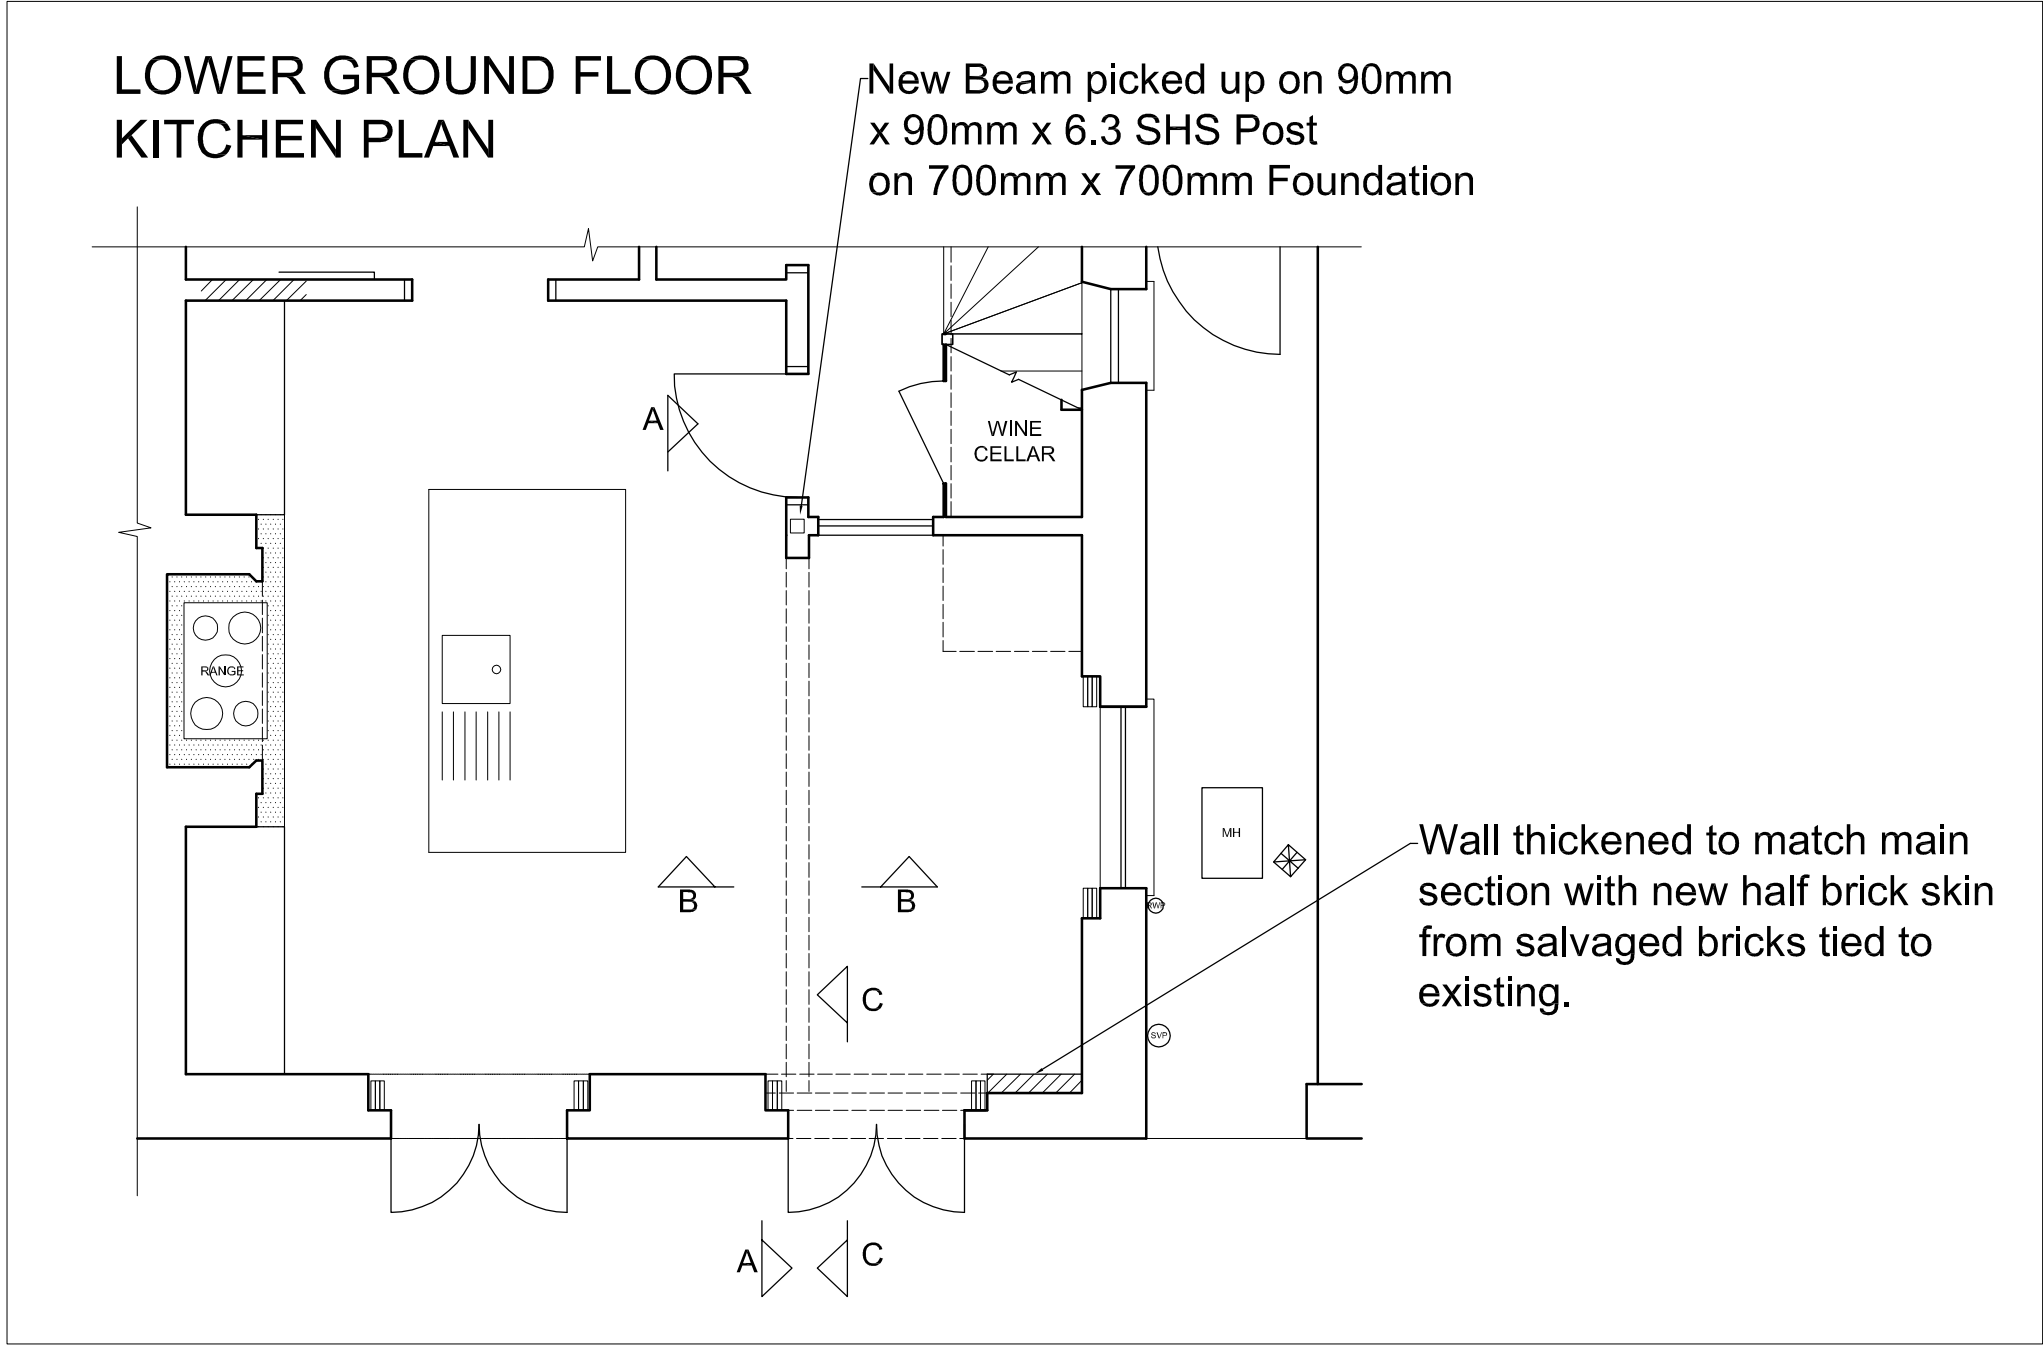 LOWER GROUND FLOOR
KITCHEN PLAN
New Beam picked up on 90mm
x 90mm x 6.3 SHS Post
on 700mm x 700mm Foundation
A
WINE
CELLAR
RANGE
MH
Wall thickened to match main
section with new half brick skin
from salvaged bricks tied to
existing.
B
B
RWP
C
SVP
A
C